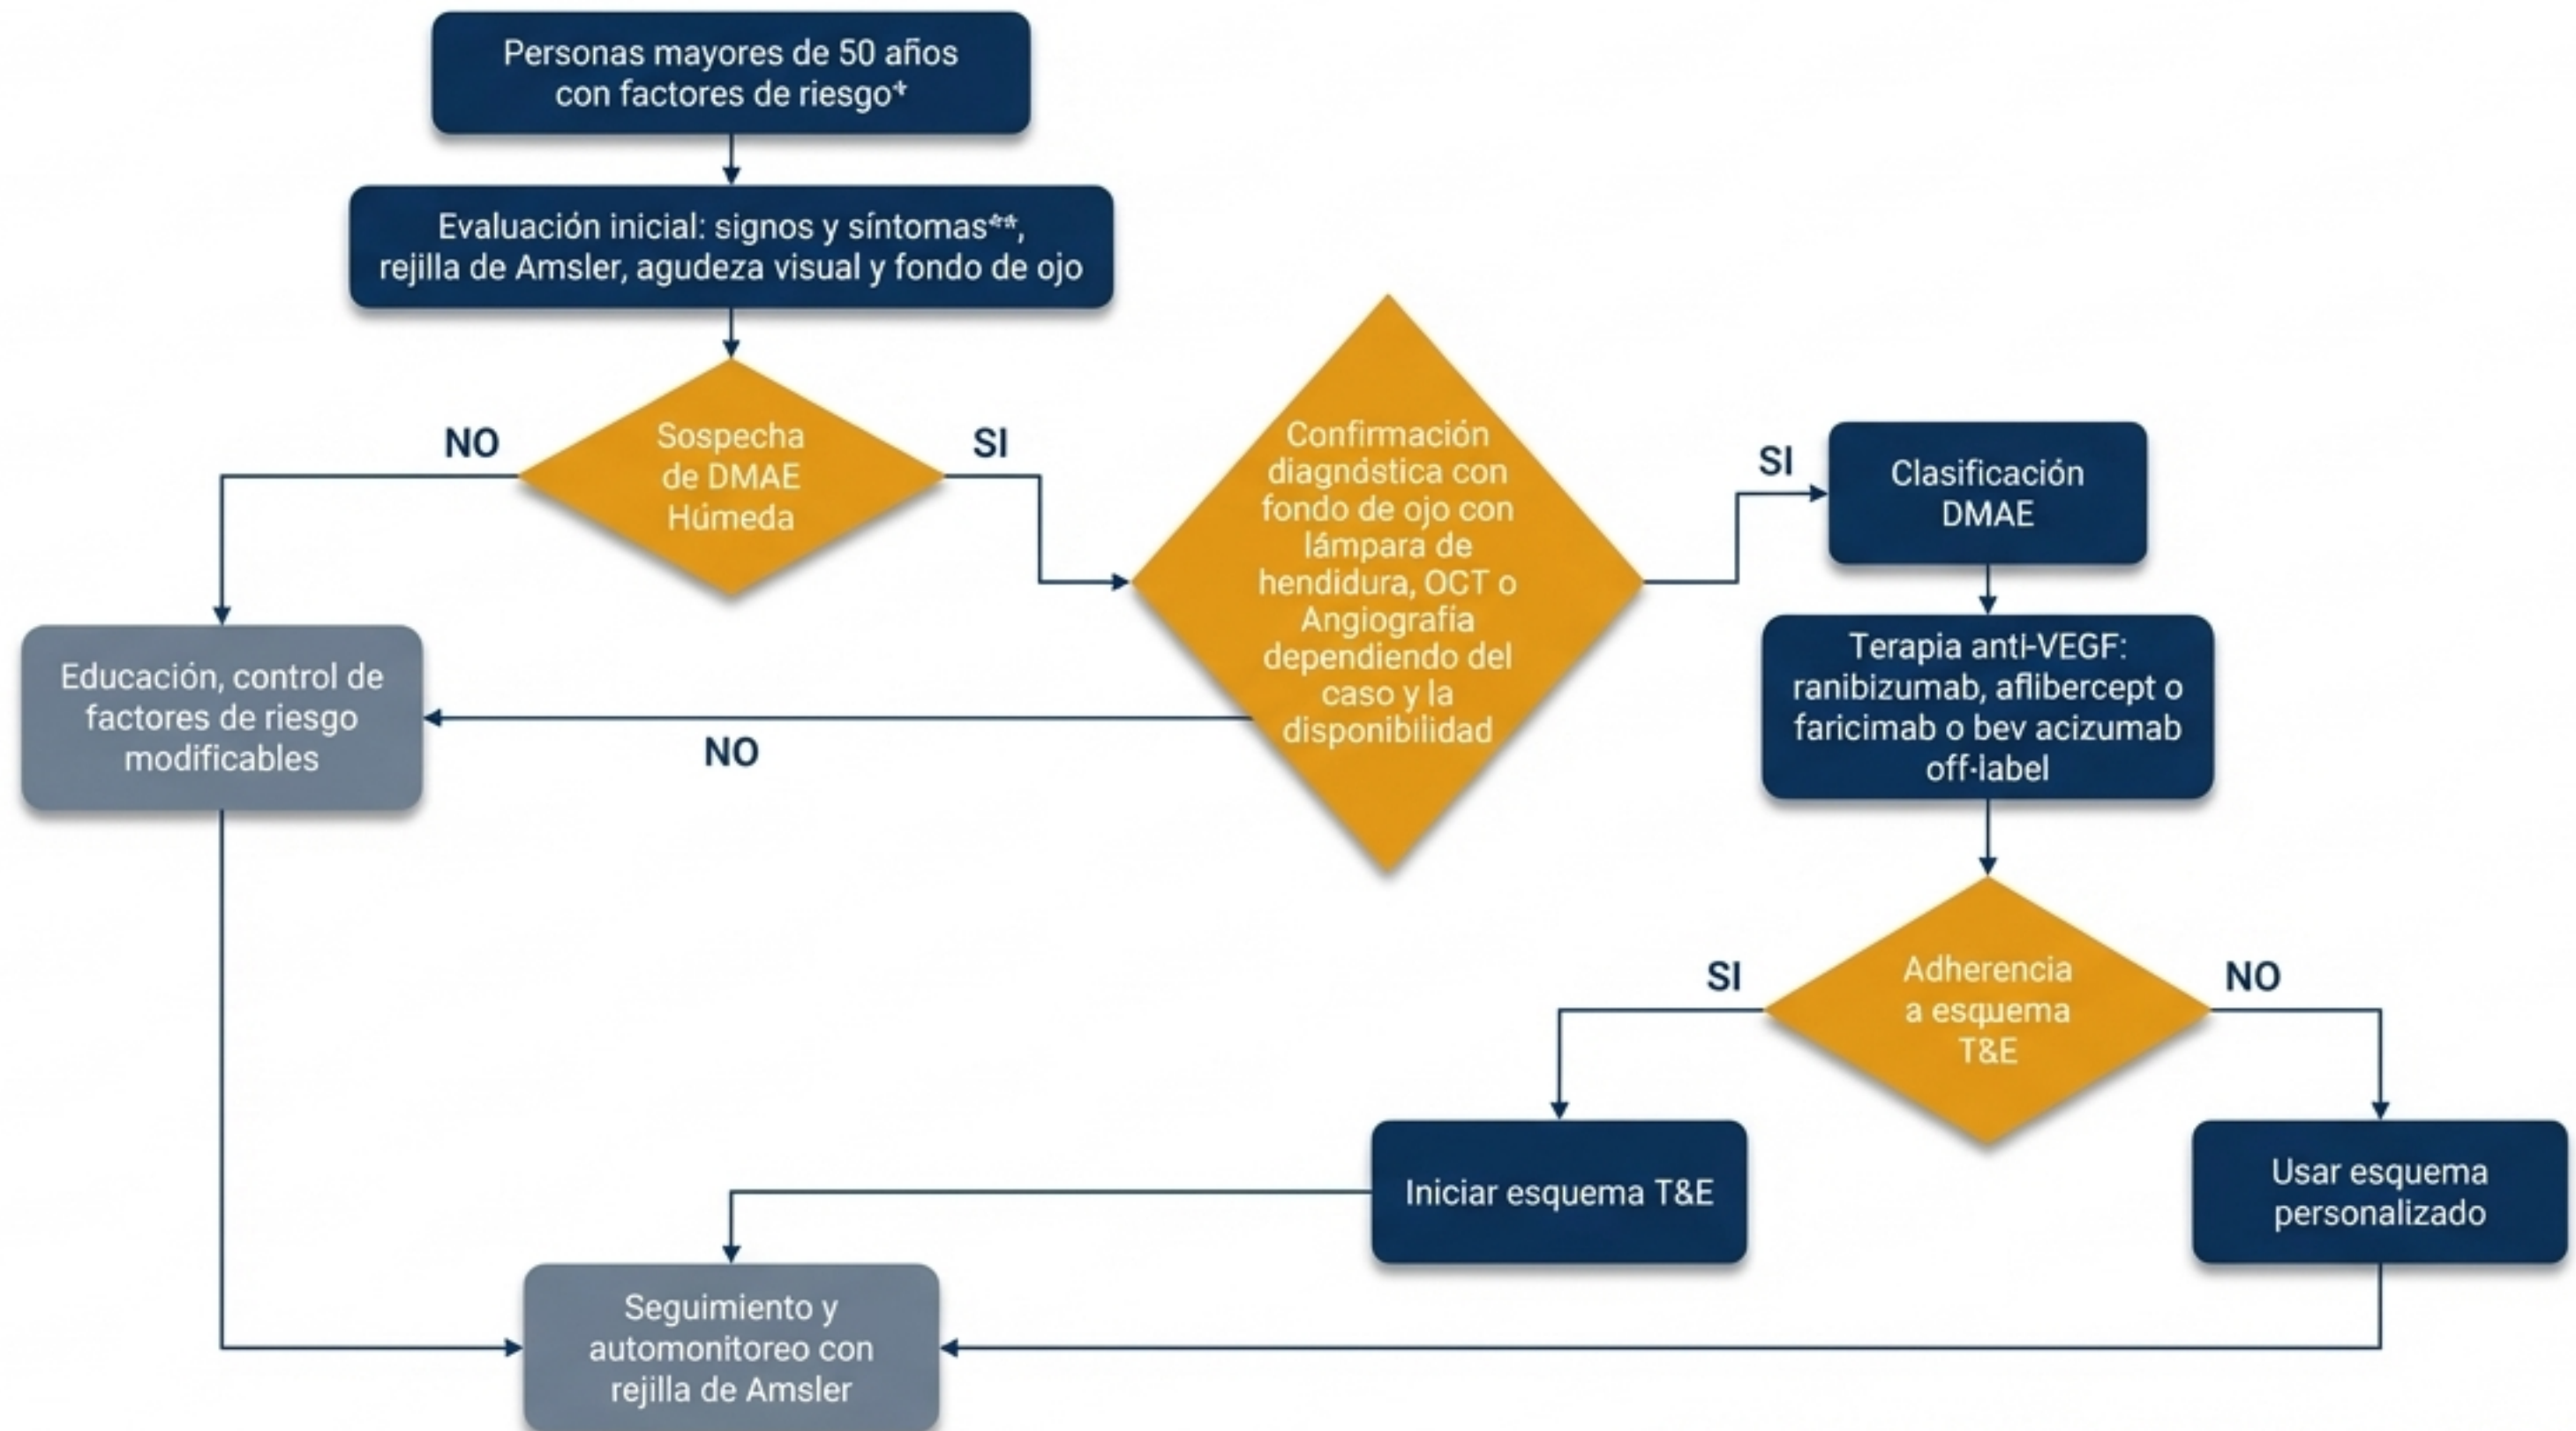 Personas mayores de 50 años
con factores de riesgo*
Evaluación inicial: signos y síntomas**,
rejilla de Amsler, agudeza visual y fondo de ojo
NO
Sospecha
de DMAE
Húmeda
SI
Confirmación
diagnóstica con
fondo de ojo con
lámpara de
hendidura, OCT o
Angiografía
dependiendo del
caso y la
disponibilidad
SI
Clasificación
DMAE
Educación, control de
factores de riesgo
modificables
NO
Terapia antI-VEGF:
ranibizumab, aflibercept o
faricimab o bev acizumab
off-label
SI
Adherencia
a esquema
T&E
NO
Iniciar esquema T&E
Usar esquema
personalizado
Seguimiento y
automonitoreo con
rejilla de Amsler